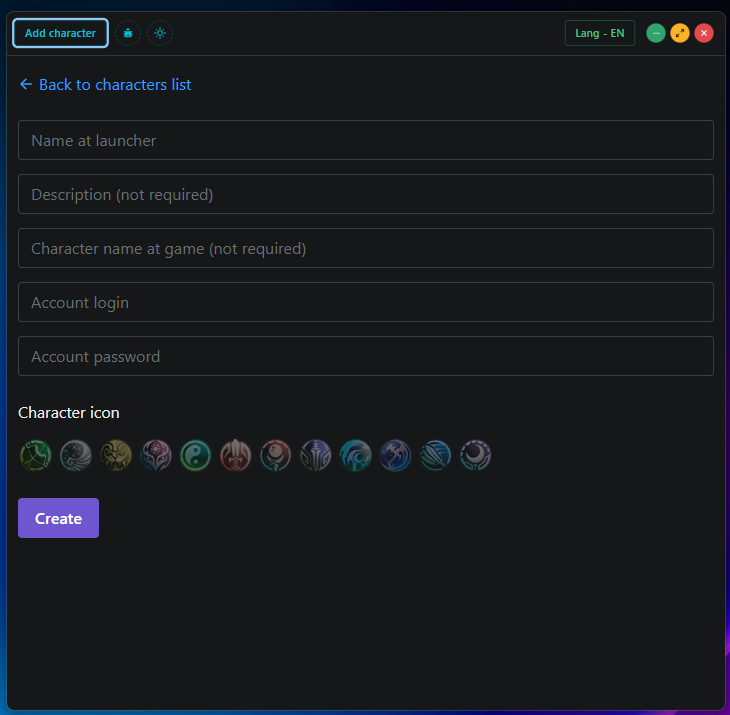 Add character
Lang - EN
Back to characters list
Name at launcher
Description (not required)
Character name at game (not required)
Account login
Account password
Character icon
Create